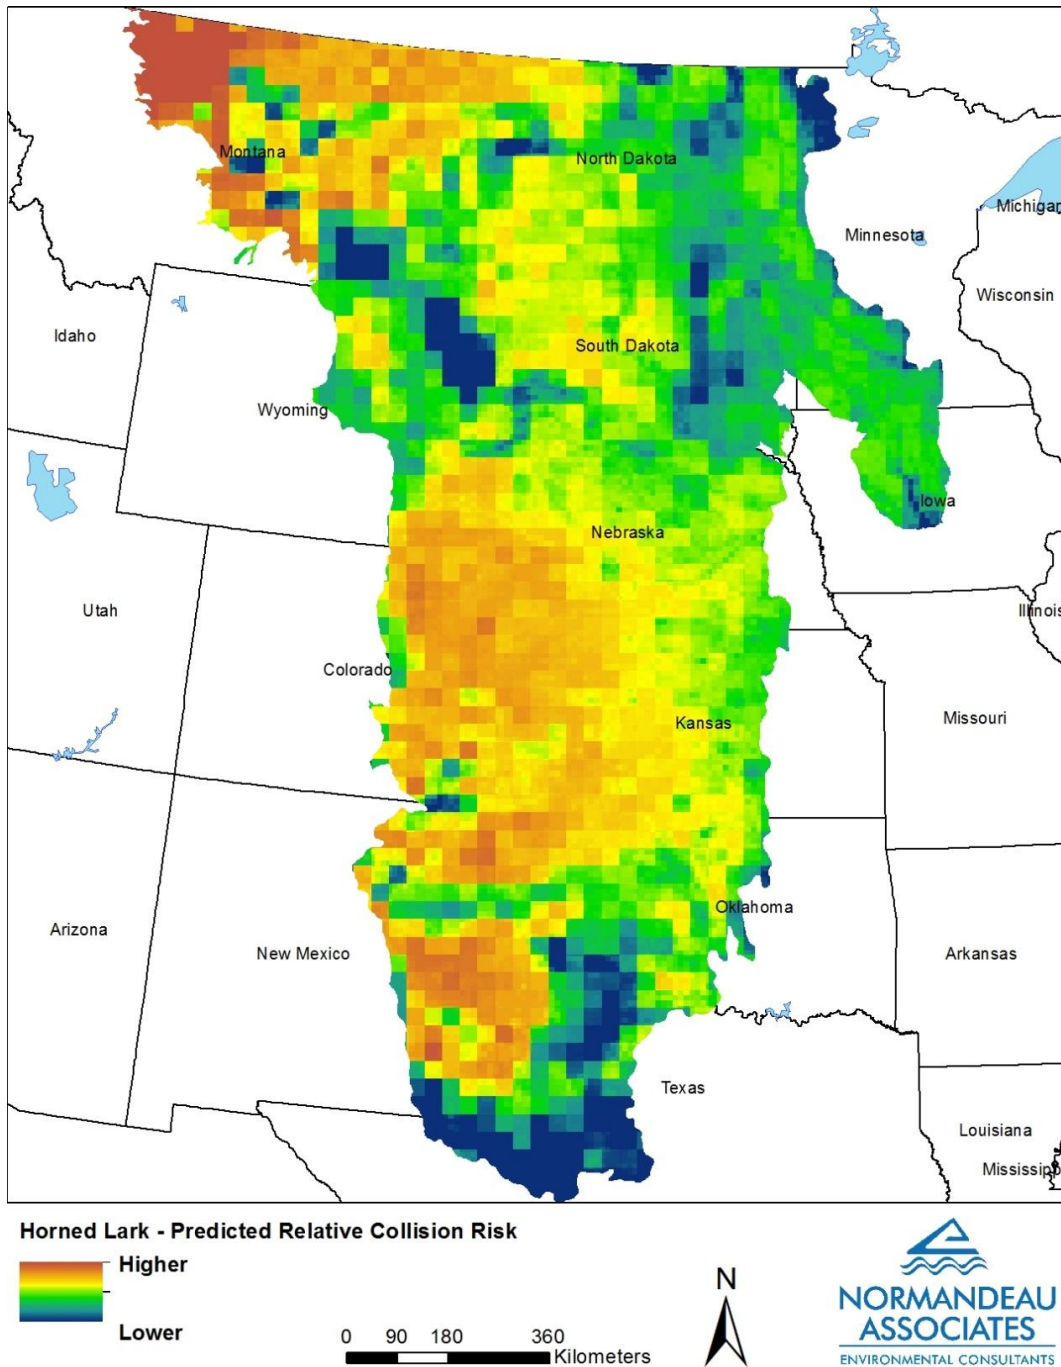 Montana
North Dakota
Michigan
Minnesota
Wisconsin
Idaho
South Dakota
Wyoming
Iowa
Nebraska
Utah
Illinois
Colorado
Kansas
Missouri
Oklahoma
Arizona
New Mexico
Arkansas
Texas
Louisiana
Mississipp
Horned Lark - Predicted Relative Collision Risk
Higher
Lower
0 90 180 360
Kilometers
N
NORMANDEAU
ASSOCIATES
ENVIRONMENTAL CONSULTANTS